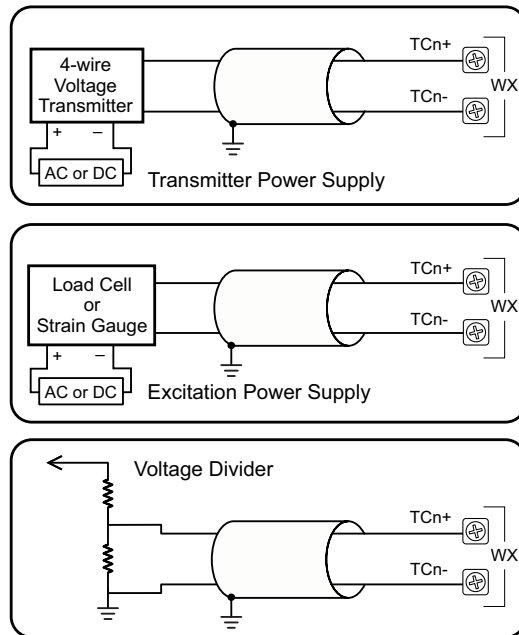 4-wire
Voltage
Transmitter
+ –
AC or DC
Transmitter Power Supply
TCn+
TCn-
WX
Load Cell
or
Strain Gauge
+ –
AC or DC
Excitation Power Supply
TCn+
TCn-
WX
Voltage Divider
TCn+
TCn-
WX